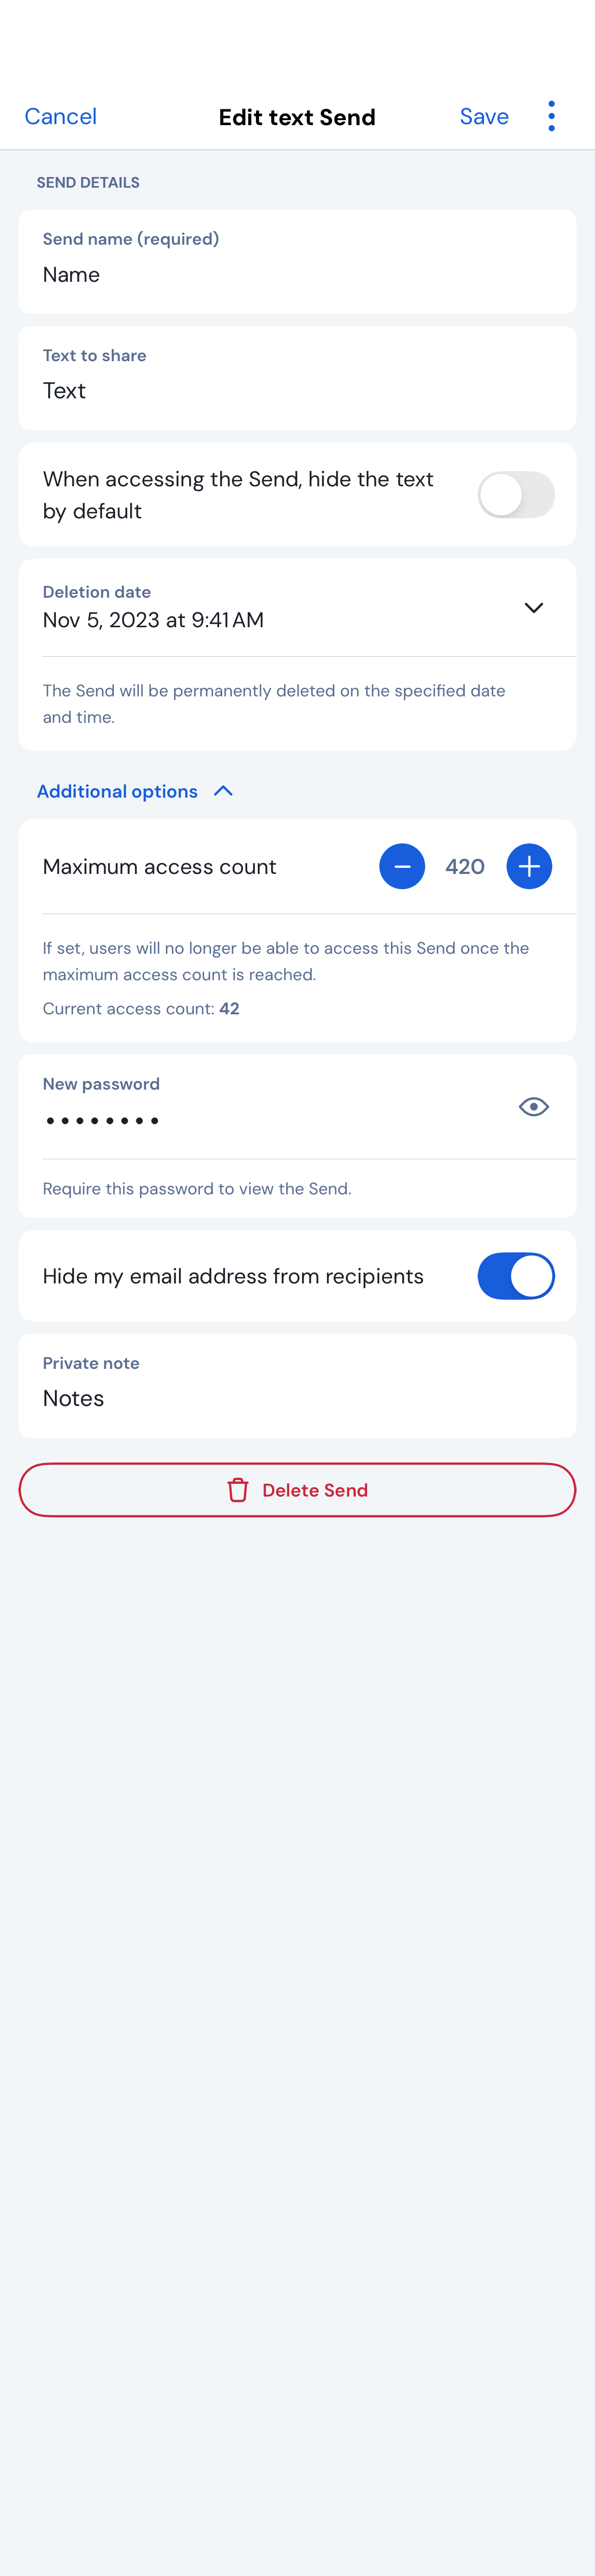 Cancel
Edit text Send
Save
SEND DETAILS
Send name (required)
Name
Text to share
Text
When accessing the Send, hide the text
by default
Deletion date
Nov 5, 2023 at 9:41 AM
The Send will be permanently deleted on the specified date
and time.
Additional options
Maximum access count
420
If set, users will no longer be able to access this Send once the
maximum access count is reached.
Current access count: 42
New password
••••••••
Require this password to view the Send.
Hide my email address from recipients
Private note
Notes
Delete Send